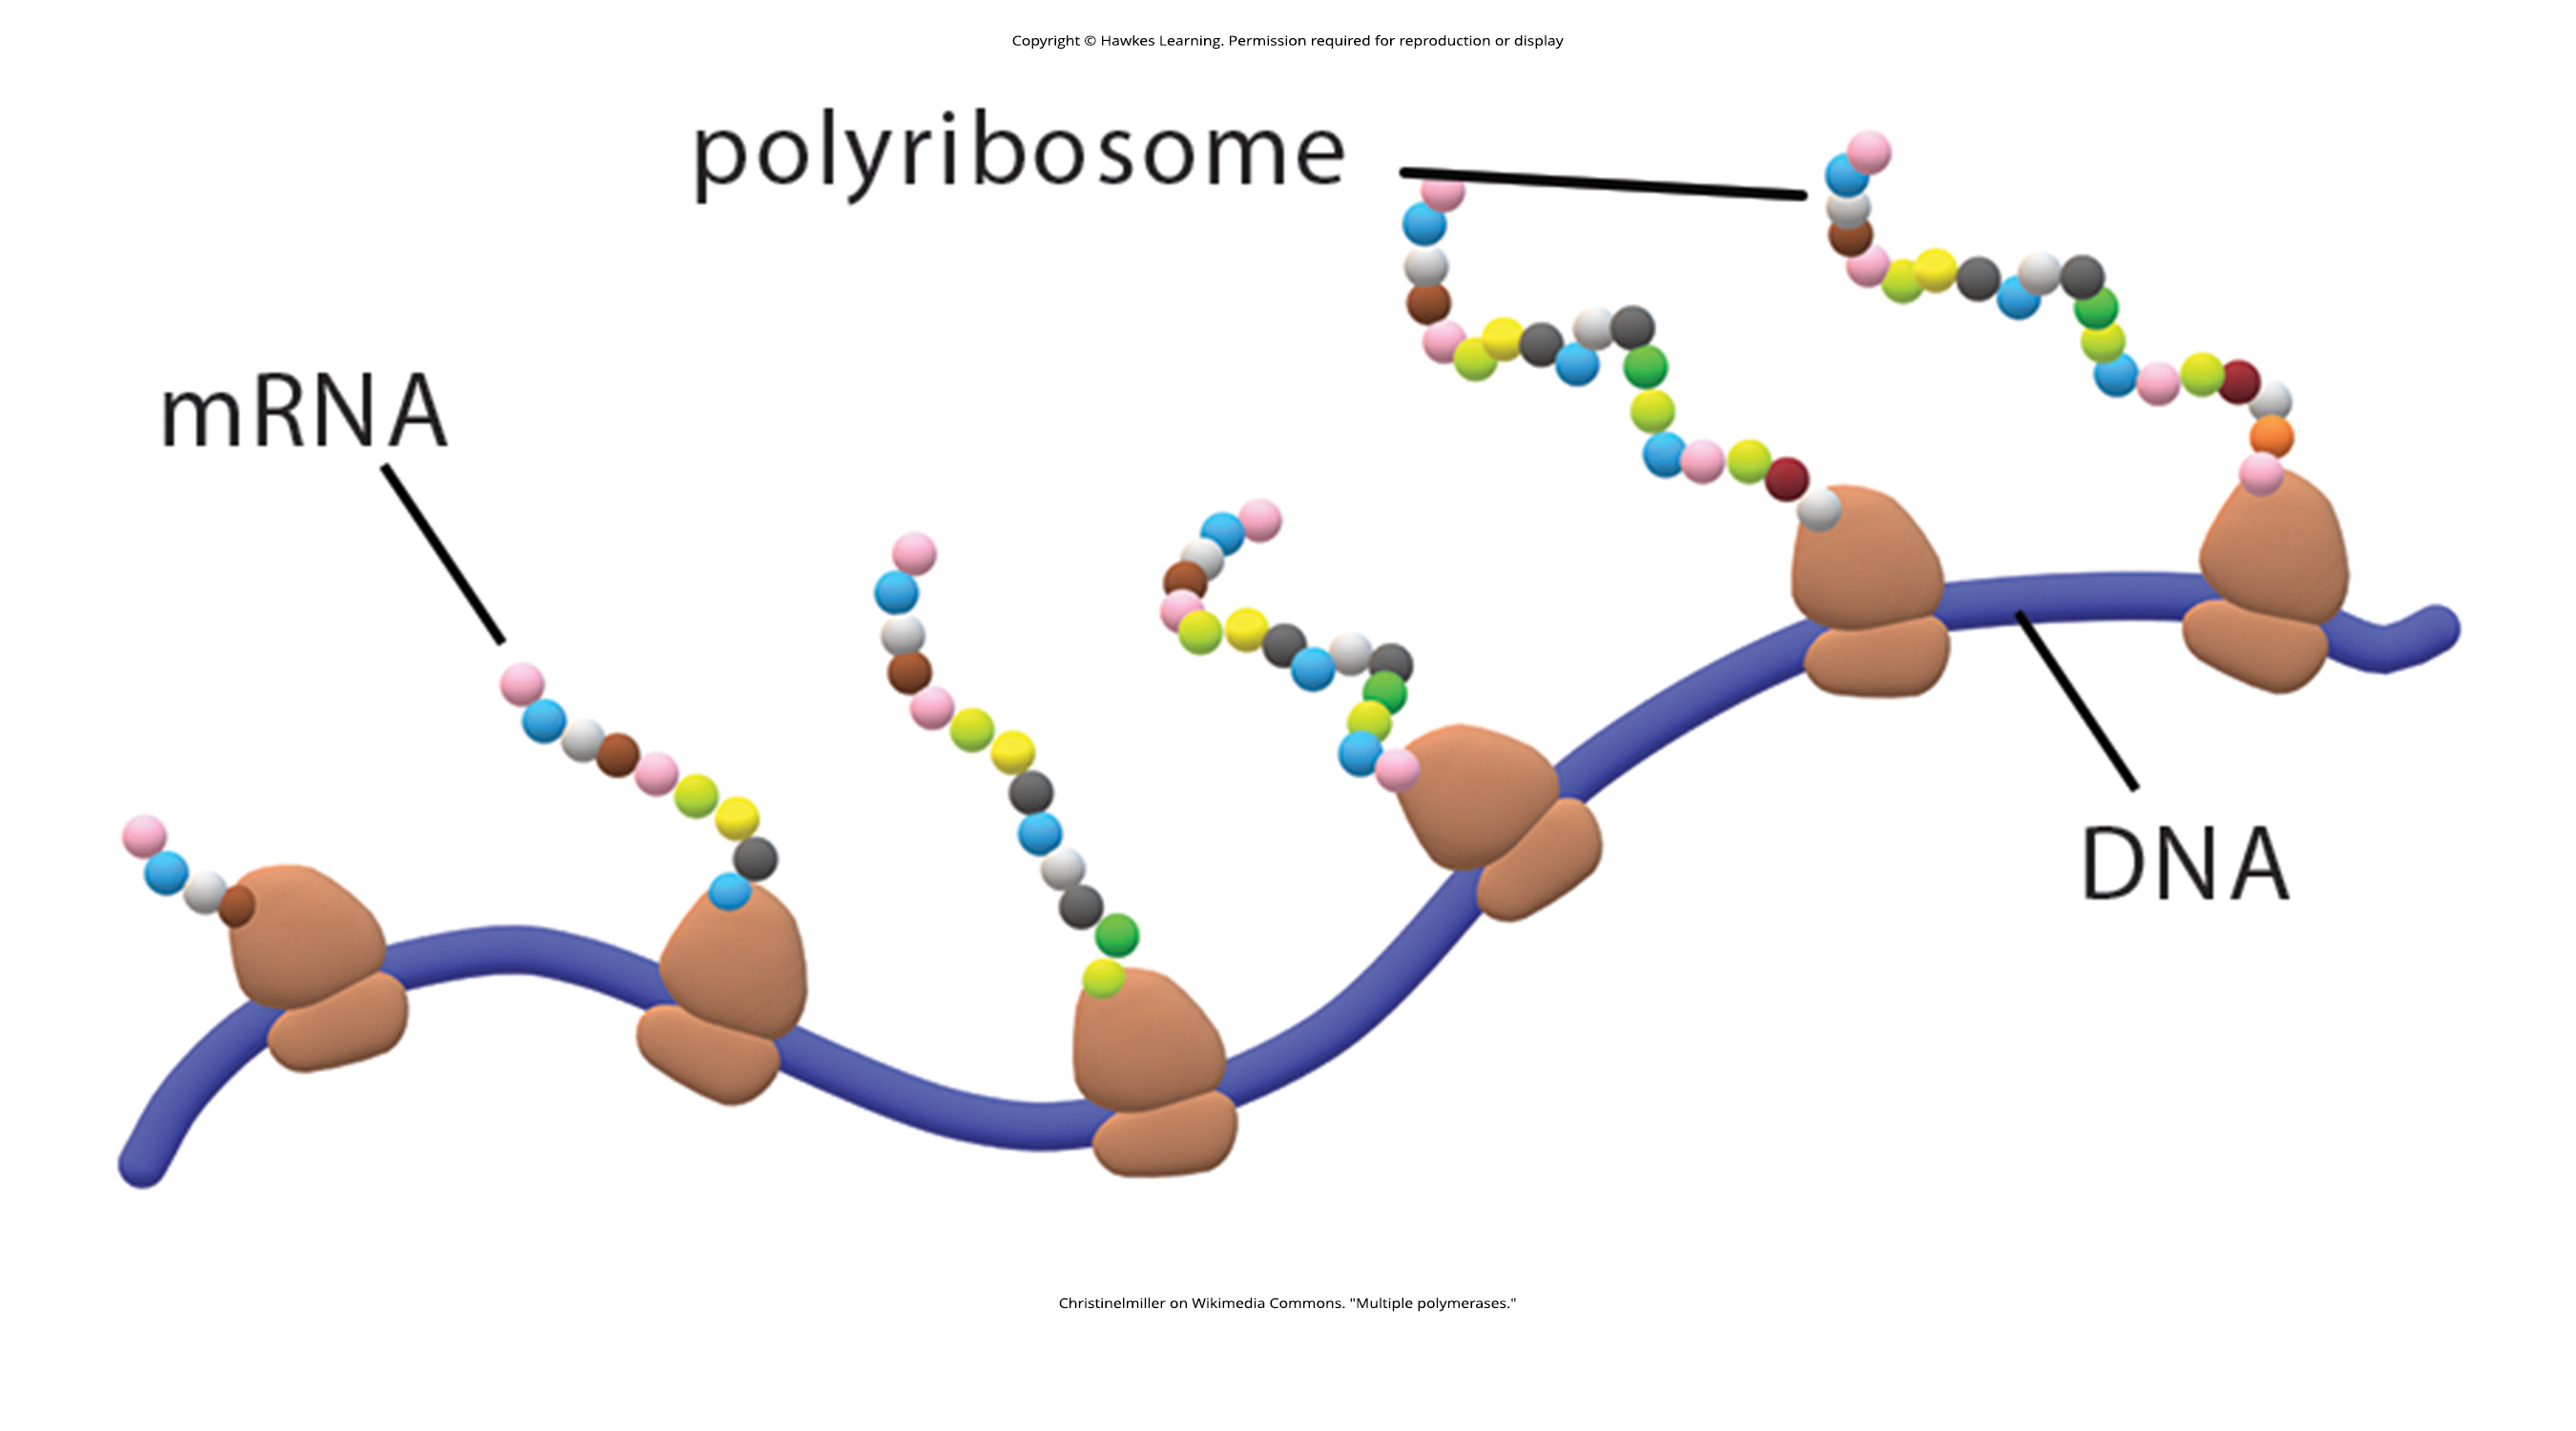 Copyright © Hawkes Learning. Permission required for reproduction or display
polyribosome
mRNA
DNA
Christinelmiller on Wikimedia Commons. "Multiple polymerases."